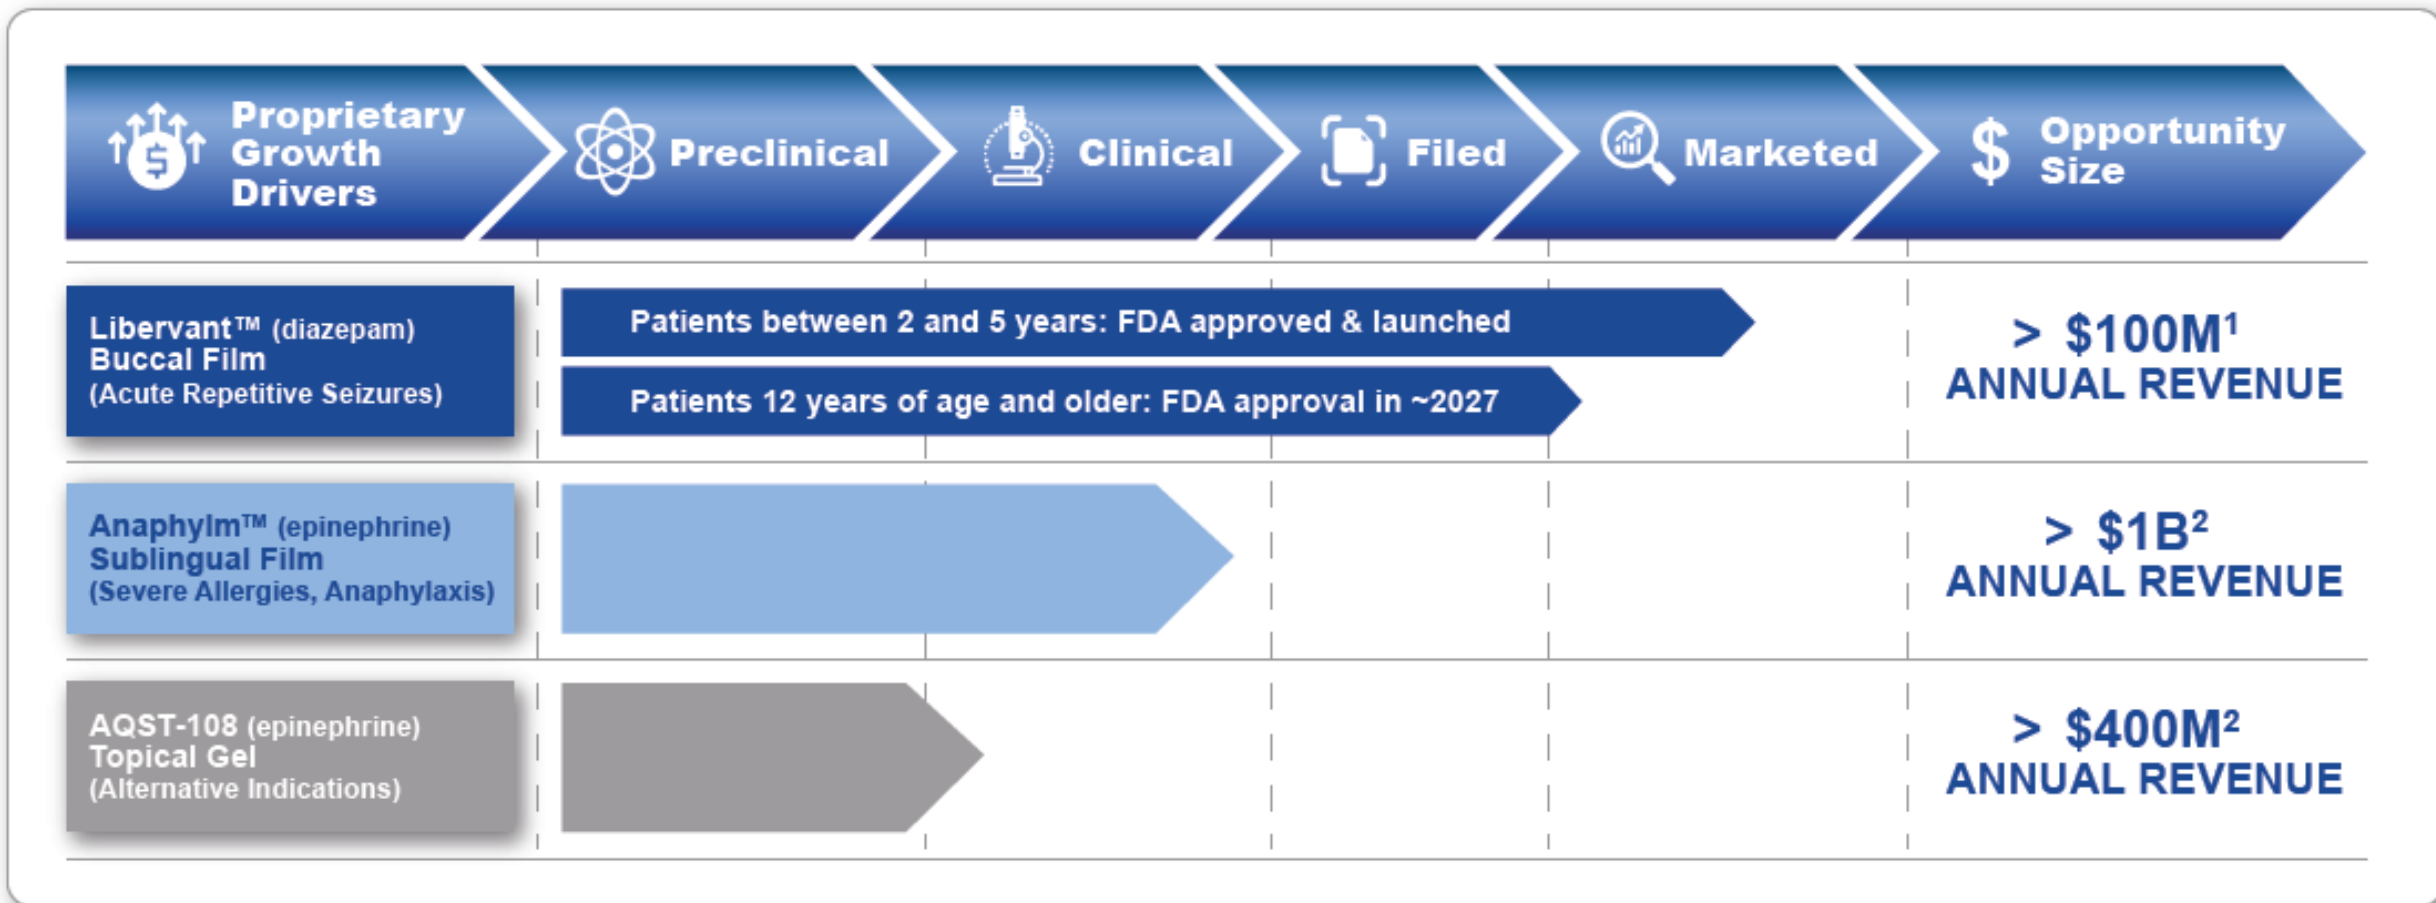 Proprietary
Growth
Drivers
Preclinical
Clinical
Filed
Marketed
$ Opportunity
Size
Libervant™ (diazepam)
Buccal Film
(Acute Repetitive Seizures)
Patients between 2 and 5 years: FDA approved & launched
Patients 12 years of age and older: FDA approval in ~2027
> $100M¹
ANNUAL REVENUE
Anaphylm™ (epinephrine)
Sublingual Film
(Severe Allergies, Anaphylaxis)
> $1B²
ANNUAL REVENUE
AQST-108 (epinephrine)
Topical Gel
(Alternative Indications)
> $400M²
ANNUAL REVENUE